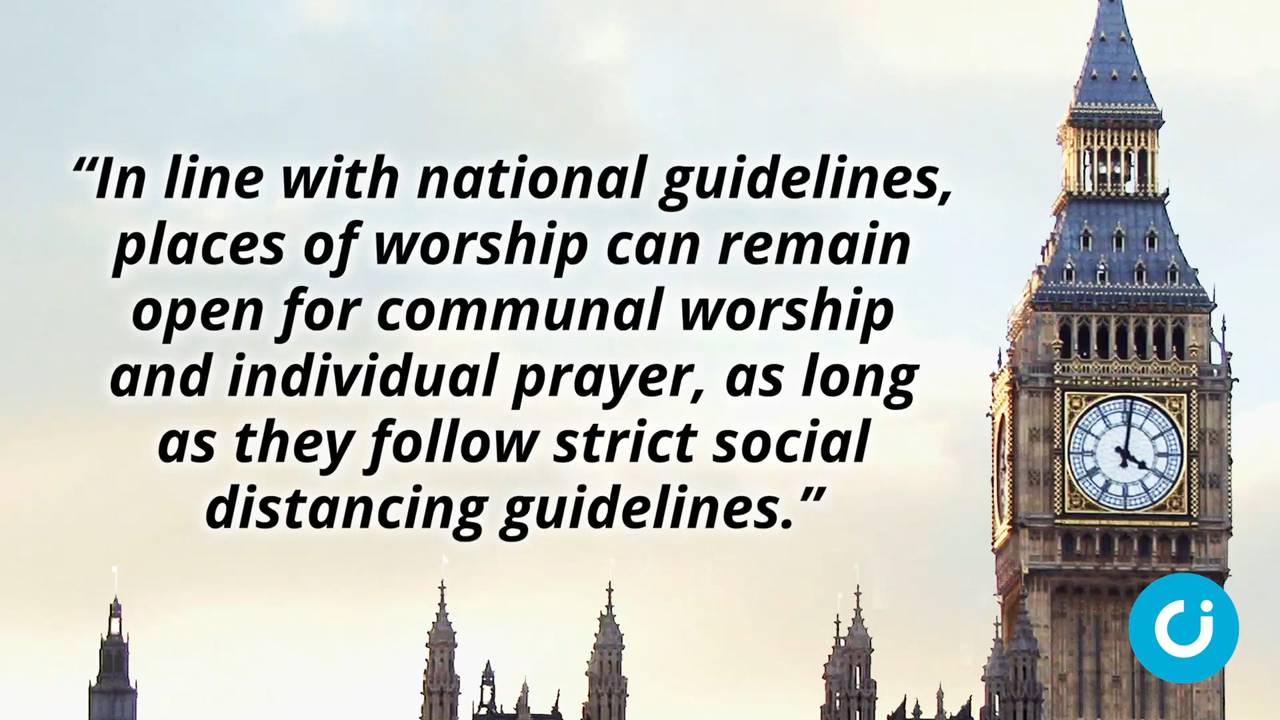 “In line with national guidelines,
places of worship can remain
open for communal worship
and individual prayer, as long
as they follow strict social
distancing guidelines.”